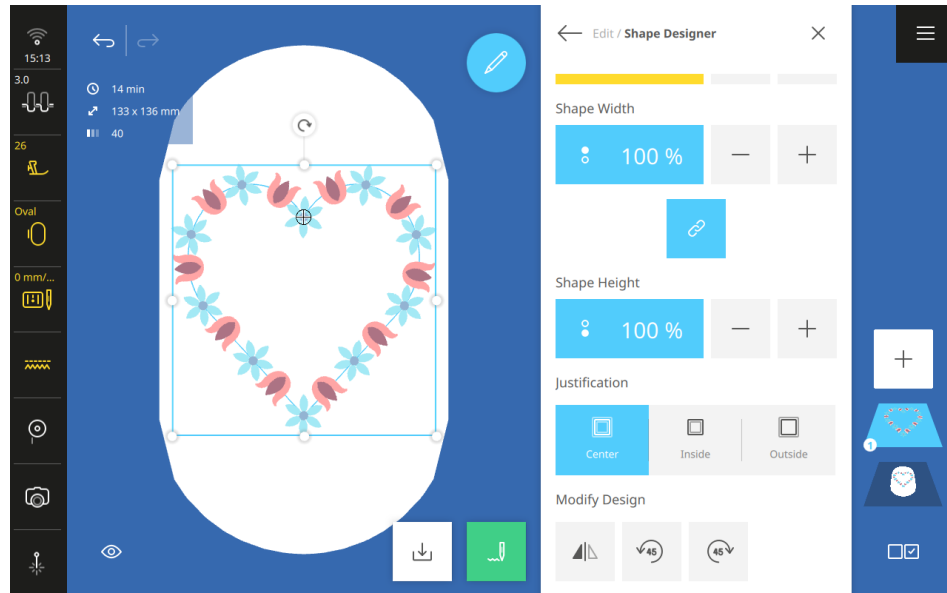 15:13
3.0
26
Oval
0 mm/...
14 min
133 x 136 mm
40
Edit / Shape Designer
Shape Width
100 %
Shape Height
100 %
Justification
Center
Inside
Outside
Modify Design
45
45
1